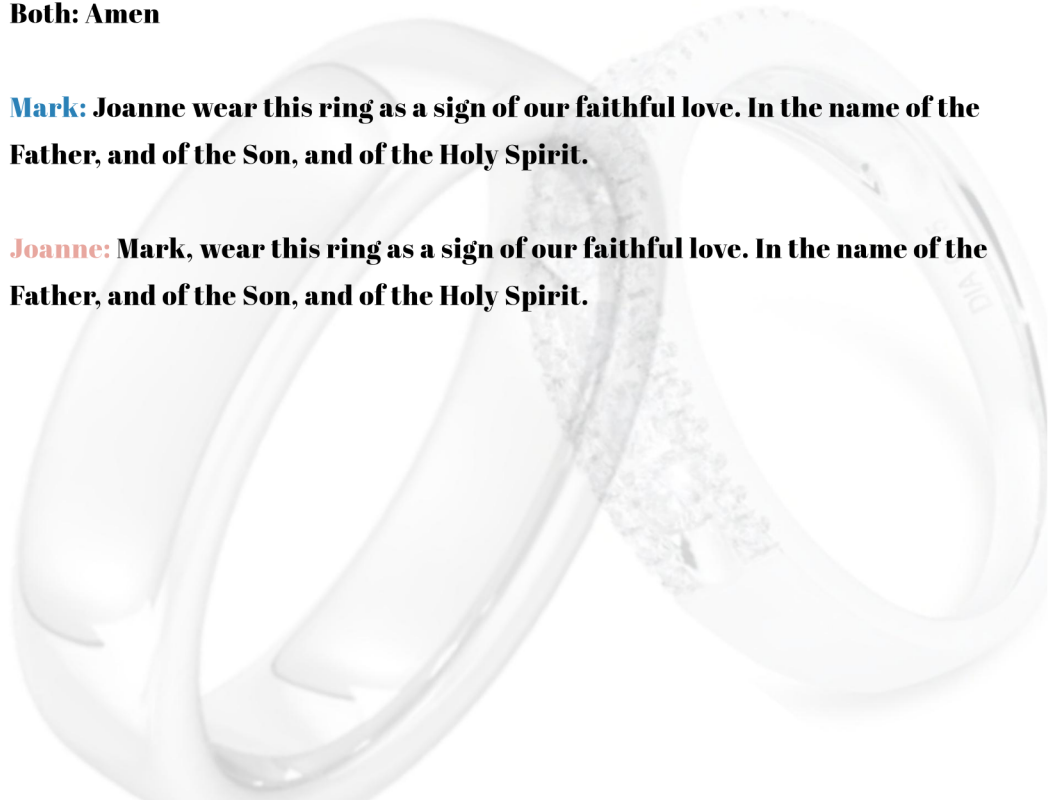 Both: Amen
Mark: Joanne wear this ring as a sign of our faithful love. In the name of the
Father, and of the Son, and of the Holy Spirit.
Joanne: Mark, wear this ring as a sign of our faithful love. In the name of the
Father, and of the Son, and of the Holy Spirit.
DIA